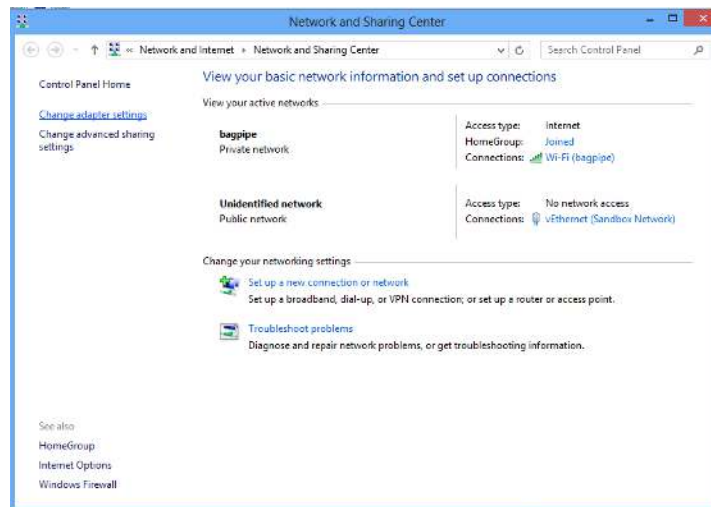 Network and Sharing Center
« Network and Internet Network and Sharing Center
Search Control Panel
Control Panel Home
Change adapter settings
Change advanced sharing
settings
View your basic network information and set up connections
View your active networks
bagpipe
Private network
Access type: Internet
HomeGroup: Joined
Connections: Wi-Fi (bagpipe)
Unidentified network
Public network
Access type: No network access
Connections: vEthernet (Sandbox Network)
Change your networking settings
Set up a new connection or network
Set up a broadband, dial-up, or VPN connection; or set up a router or access point.
Troubleshoot problems
Diagnose and repair network problems, or get troubleshooting information.
See also
HomeGroup
Internet Options
Windows Firewall